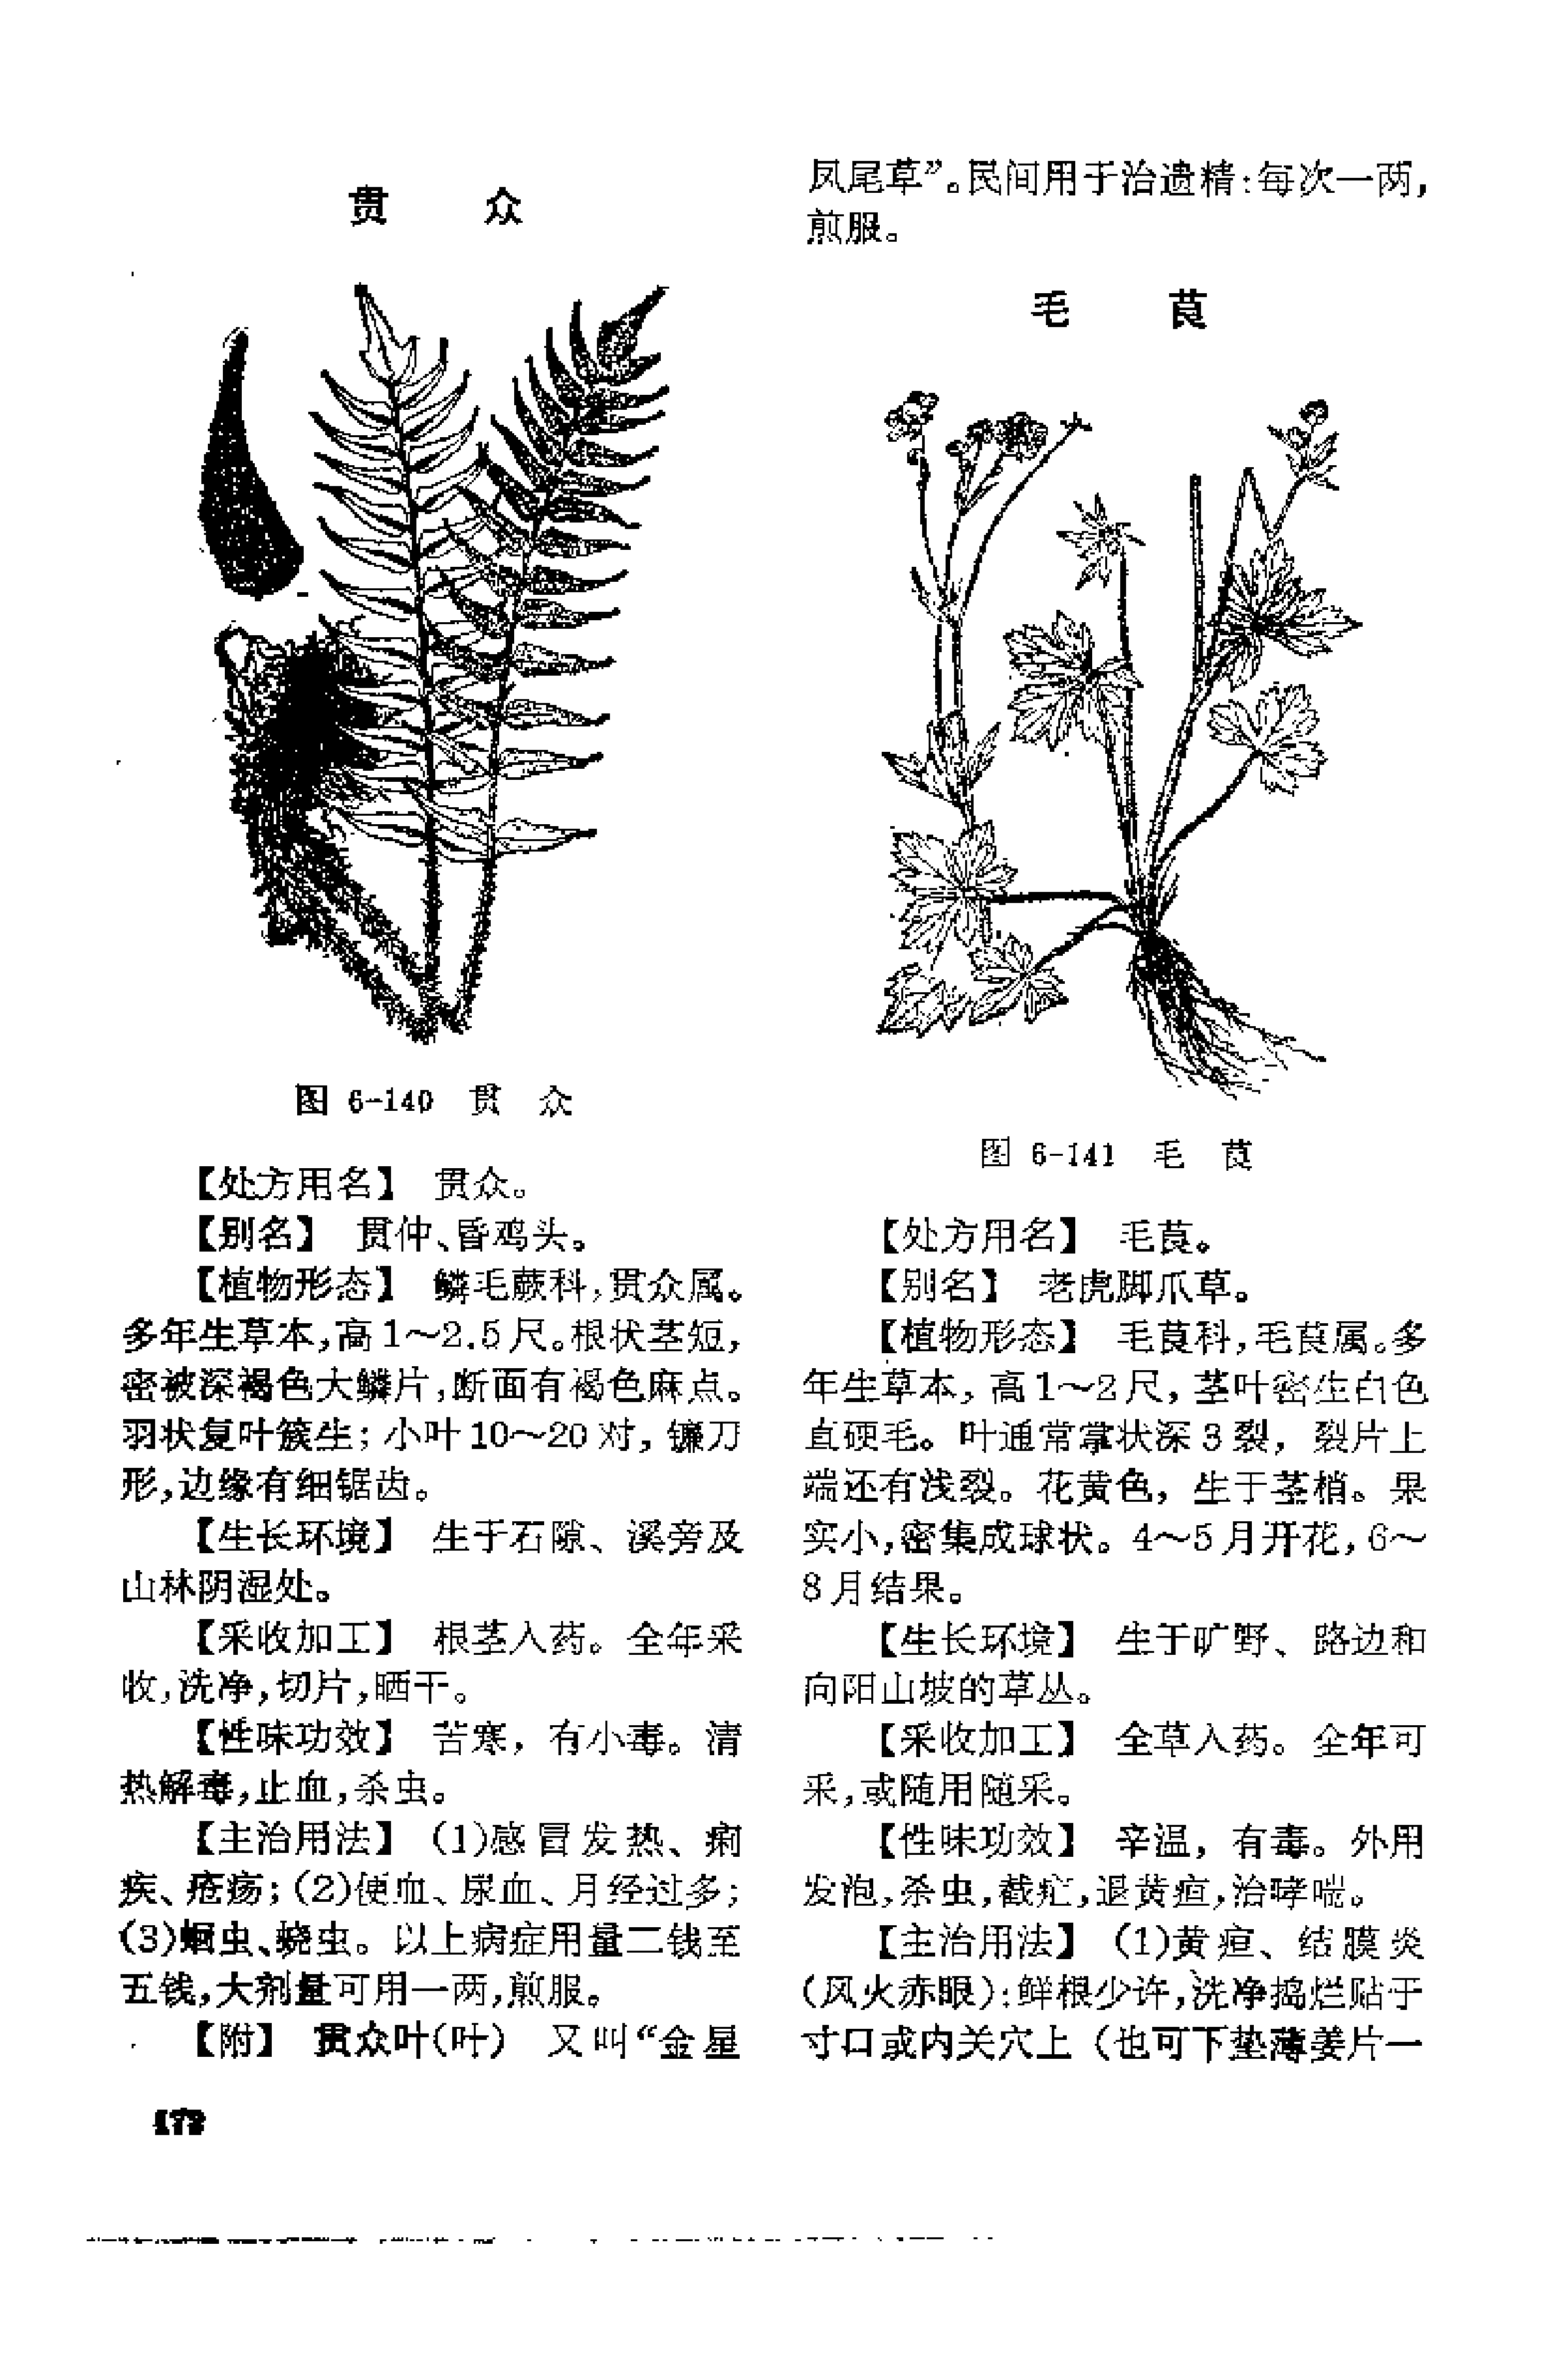 贯 众
图 6-140 贯 众
【处方用名】 贯众。
【别名】 贯仲、昏鸡头。
【植物形态】 鳞毛蕨科,贯众属。
多年生草本,高1～2.5尺。根状茎短,
密被深褐色大鳞片,断面有褐色麻点。
羽状复叶簇生;小叶10～20对,镰刀
形,边缘有细锯齿。
【生长环境】 生于石隙、溪旁及
山林阴湿处。
【采收加工】 根茎入药。全年采
收,洗净,切片,晒干。
【性味功效】 苦寒,有小毒。清
热解毒,止血,杀虫。
【主治用法】 (1)感冒发热、痢
疾、疮疡;(2)便血、尿血、月经过多;
(3)蛔虫、蛲虫。以上病症用量二钱至
五钱,大剂量可用一两,煎服。
【附】 贯众叶(叶) 又叫“金星
凤尾草”。民间用于治遗精:每次一两,
煎服。
毛 茛
图 6-141 毛 茛
【处方用名】 毛茛。
【别名】 老虎脚爪草。
【植物形态】 毛茛科,毛茛属。多
年生草本,高1～2尺,茎叶密生白色
直硬毛。叶通常掌状深3裂,裂片上
端还有浅裂。花黄色,生于茎梢。果
实小,密集成球状。4～5月开花,6～
8月结果。
【生长环境】 生于旷野、路边和
向阳山坡的草丛。
【采收加工】 全草入药。全年可
采,或随用随采。
【性味功效】 辛温,有毒。外用
发泡,杀虫,截疟,退黄疸,治哮喘。
【主治用法】 (1)黄疸、结膜炎
(风火赤眼):鲜根少许,洗净捣烂贴于
寸口或内关穴上(也可下垫薄姜片一